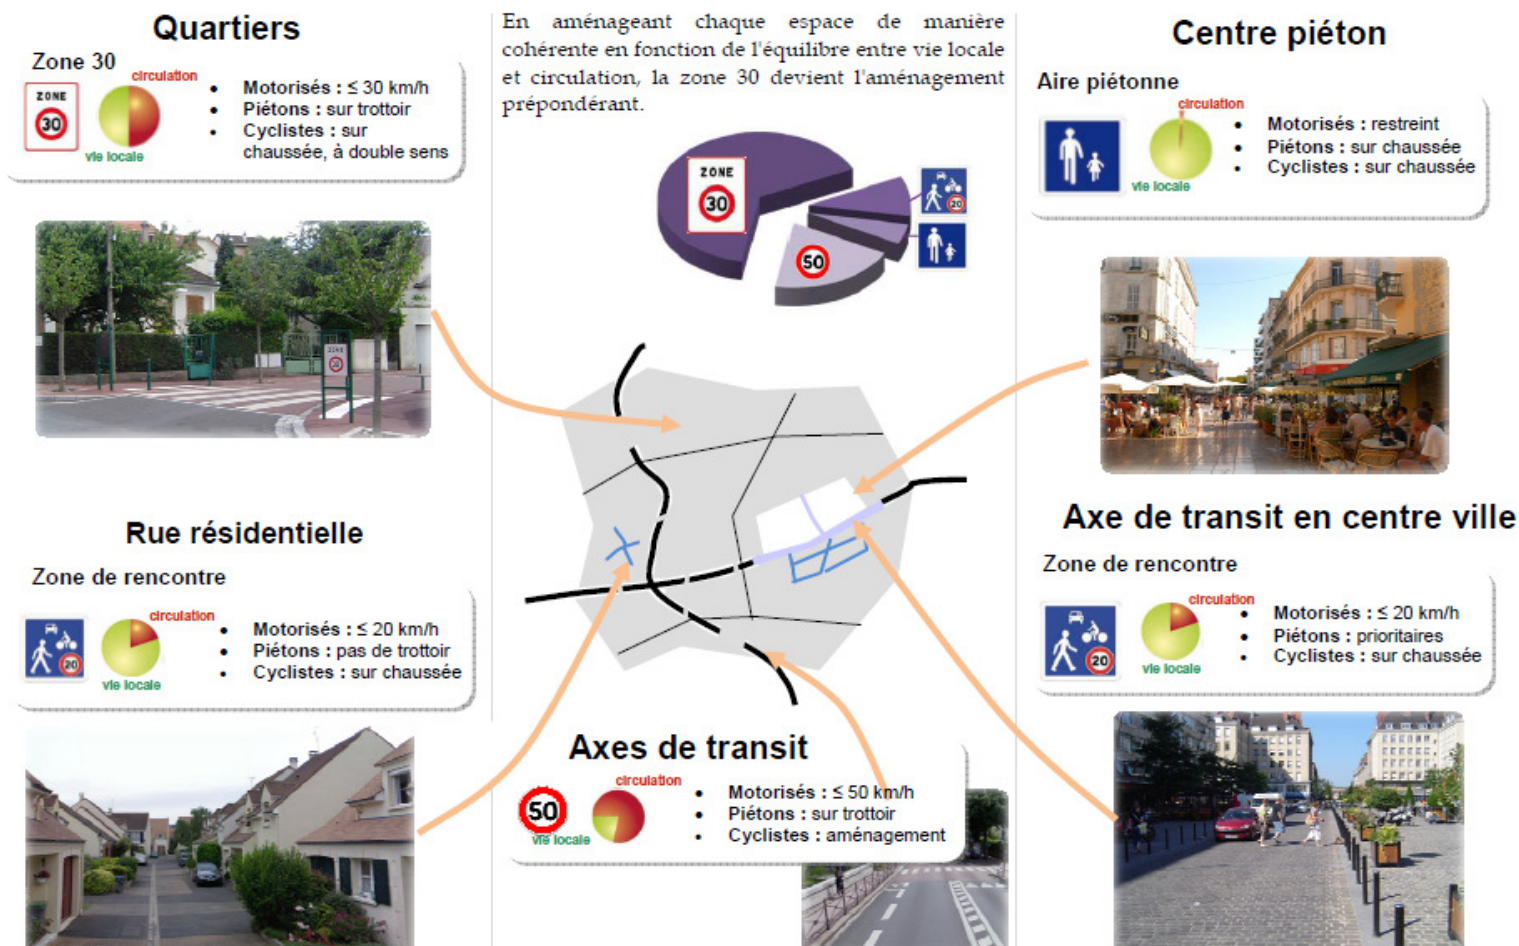 Quartiers
Zone 30
ZONE
30
circulation
vie locale
• Motorisés : ≤ 30 km/h
• Piétons : sur trottoir
• Cyclistes : sur
chaussée, à double sens
ZONE
30
Rue résidentielle
Zone de rencontre
20
circulation
vie locale
• Motorisés : ≤ 20 km/h
• Piétons : pas de trottoir
• Cyclistes : sur chaussée
En aménageant chaque espace de manière
cohérente en fonction de l'équilibre entre vie locale
et circulation, la zone 30 devient l'aménagement
prépondérant.
ZONE
30
20
50
Axes de transit
50
circulation
vie locale
• Motorisés : ≤ 50 km/h
• Piétons : sur trottoir
• Cyclistes : aménagement
Centre piéton
Aire piétonne
circulation
vie locale
• Motorisés : restreint
• Piétons : sur chaussée
• Cyclistes : sur chaussée
Axe de transit en centre ville
Zone de rencontre
20
circulation
vie locale
• Motorisés : ≤ 20 km/h
• Piétons : prioritaires
• Cyclistes : sur chaussée